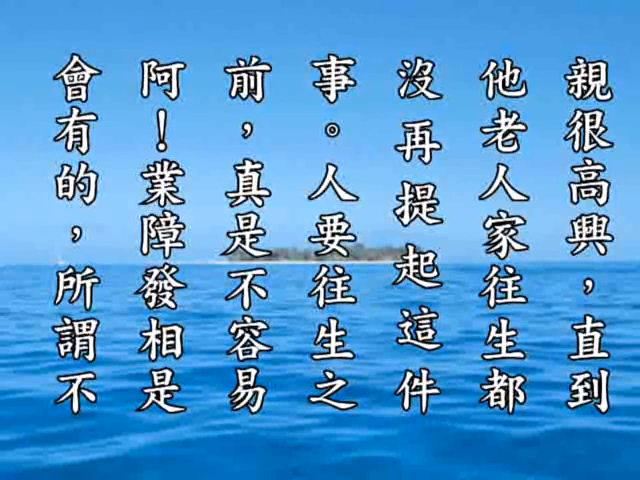 親很高興，直到
他老人家往生都
沒再提起這件
事。人要往生之
前，真是不容易
阿！業障發相是
會有的，所謂不